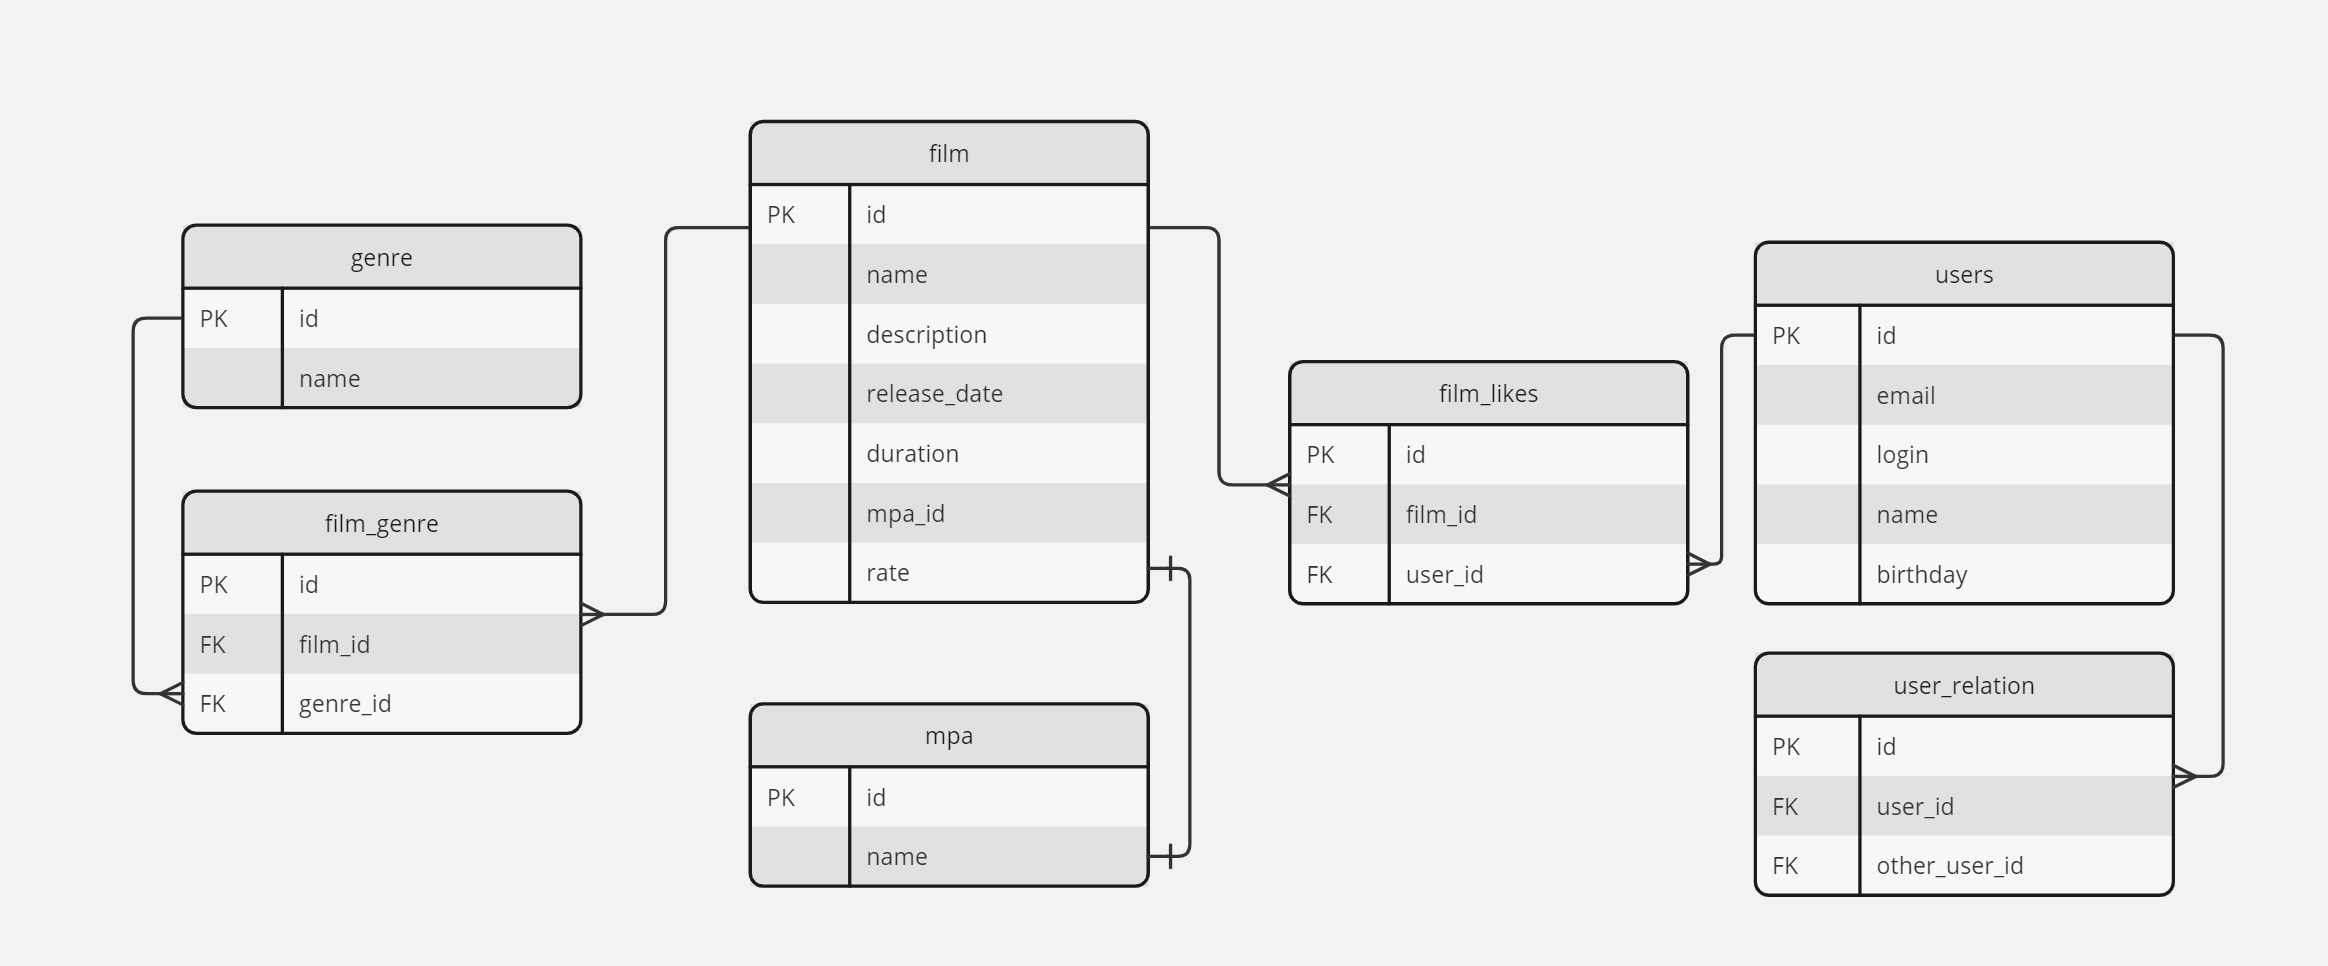 genre
PK id
name
film_genre
PK id
FK film_id
FK genre_id
film
PK id
name
description
release_date
duration
mpa_id
rate
mpa
PK id
name
film_likes
PK id
FK film_id
FK user_id
users
PK id
email
login
name
birthday
user_relation
PK id
FK user_id
FK other_user_id